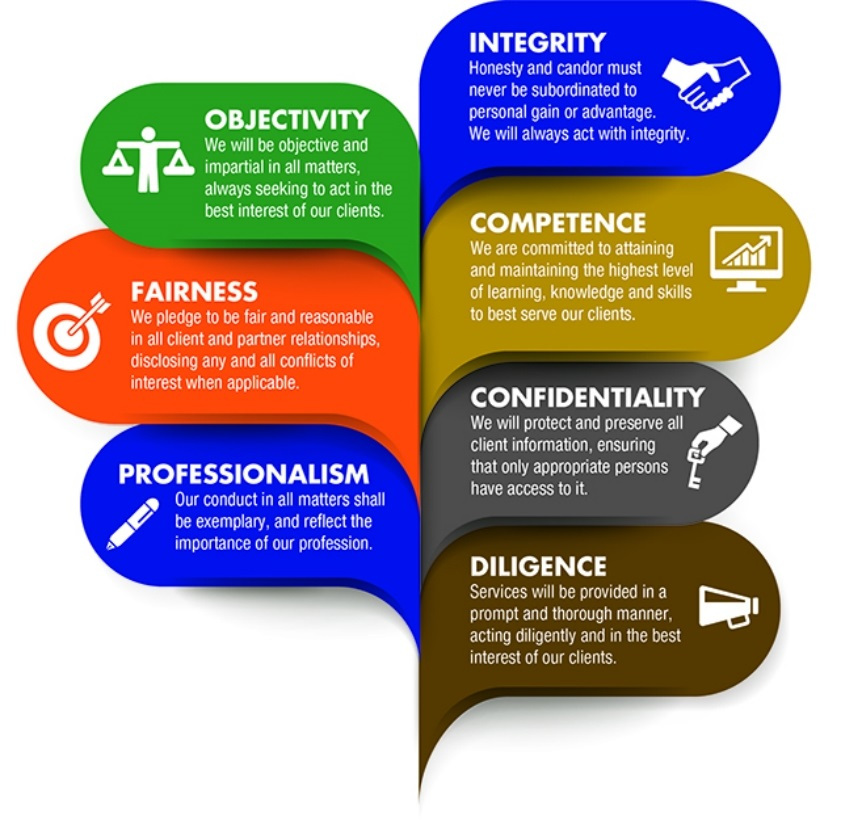 INTEGRITY
Honesty and candor must
never be subordinated to
personal gain or advantage.
We will always act with integrity.
OBJECTIVITY
We will be objective and
impartial in all matters,
always seeking to act in the
best interest of our clients.
COMPETENCE
We are committed to attaining
and maintaining the highest level
of learning, knowledge and skills
to best serve our clients.
FAIRNESS
We pledge to be fair and reasonable
in all client and partner relationships,
disclosing any and all conflicts of
interest when applicable.
CONFIDENTIALITY
We will protect and preserve all
client information, ensuring
that only appropriate persons
have access to it.
PROFESSIONALISM
Our conduct in all matters shall
be exemplary, and reflect the
importance of our profession.
DILIGENCE
Services will be provided in a
prompt and thorough manner,
acting diligently and in the best
interest of our clients.